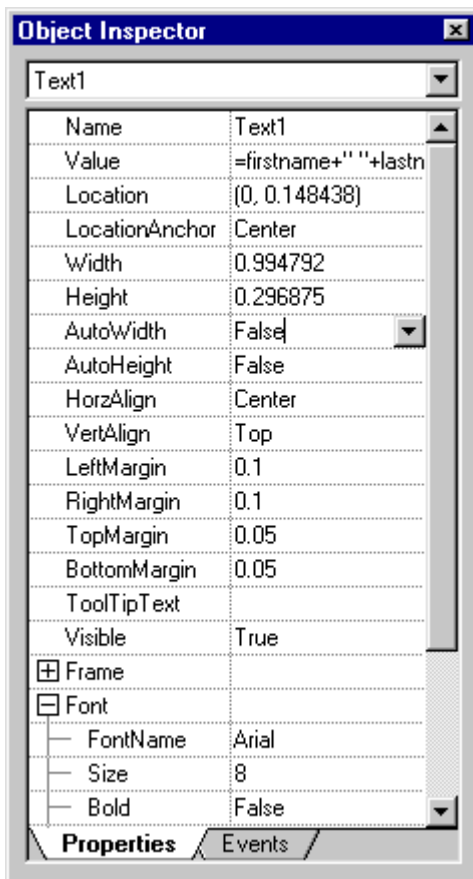 Object Inspector
Text1
Name Text1
Value =firstname+" "+lastn
Location (0, 0.148438)
LocationAnchor Center
Width 0.994792
Height 0.296875
AutoWidth False
AutoHeight False
HorzAlign Center
VertAlign Top
LeftMargin 0.1
RightMargin 0.1
TopMargin 0.05
BottomMargin 0.05
ToolTipText
Visible True
Frame
Font
FontName Arial
Size 8
Bold False
Properties Events